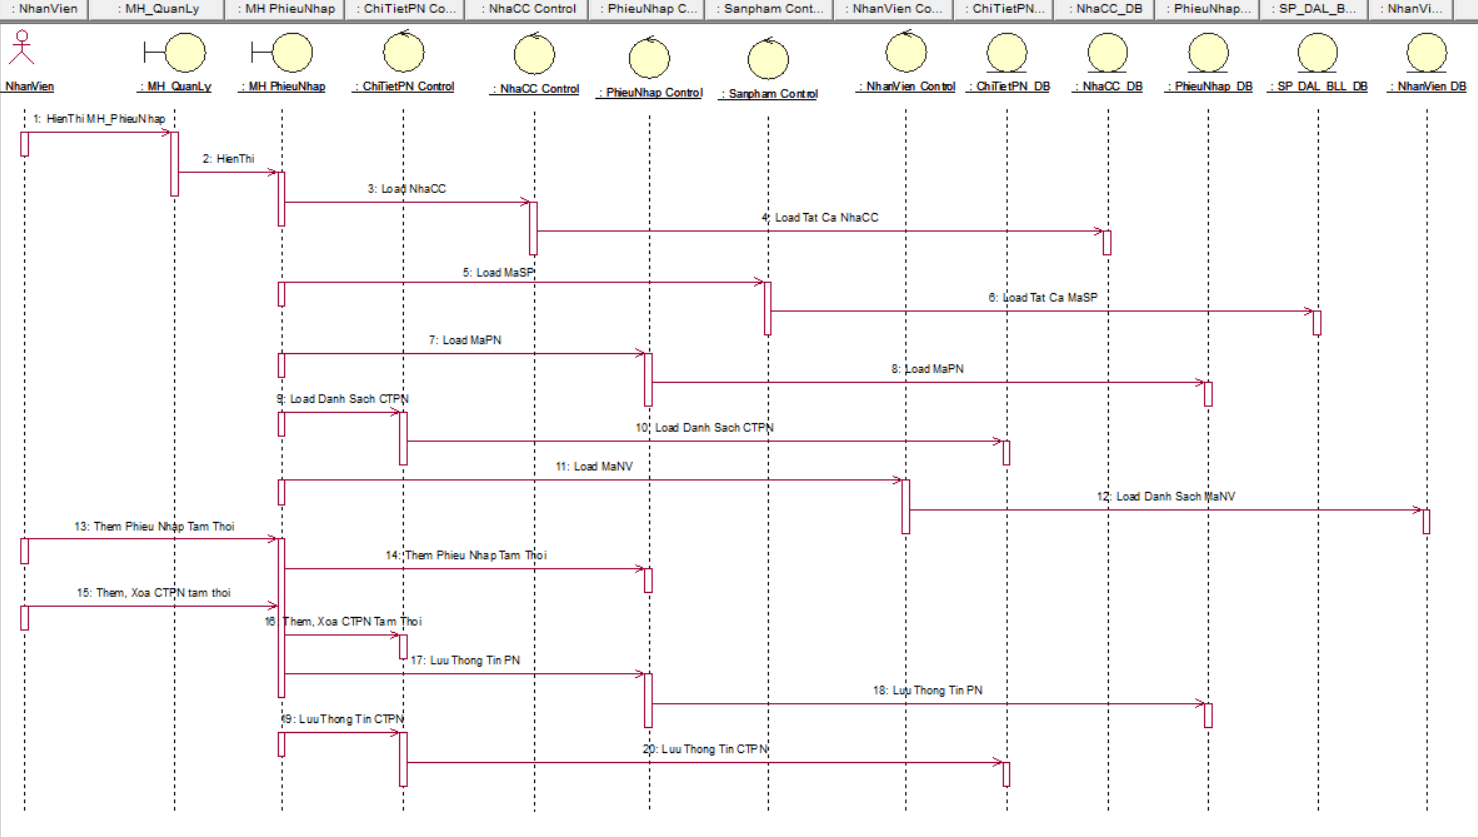 : NhanVien
: MH_QuanLy
: MH PhieuNhap
: ChiTietPN Co...
: NhaCC Control
: PhieuNhap C...
: Sanpham Cont...
: NhanVien Co...
: ChiTietPN...
: NhaCC_DB
: PhieuNhap...
: SP_DAL_B...
: NhanVi...
NhanVien
: MH_QuanLy
: MH PhieuNhap
: ChiTietPN Control
: NhaCC Control
: PhieuNhap Control
: Sanpham Control
: NhanVien Control
: ChiTietPN_DB
: NhaCC_DB
: PhieuNhap_DB
: SP_DAL_BLL_DB
: NhanVien DB
1: HienThi MH_PhieuNhap
2: HienThi
3: Load NhaCC
4: Load Tat Ca NhaCC
5: Load MaSP
6: Load Tat Ca MaSP
7: Load MaPN
8: Load MaPN
9: Load Danh Sach CTPN
10: Load Danh Sach CTPN
11: Load MaNV
12: Load Danh Sach MaNV
13: Them Phieu Nhap Tam Thoi
14: Them Phieu Nhap Tam Thoi
15: Them, Xoa CTPN tam thoi
16: Them, Xoa CTPN Tam Thoi
17: Luu Thong Tin PN
18: Luu Thong Tin PN
19: Luu Thong Tin CTPN
20: Luu Thong Tin CTPN